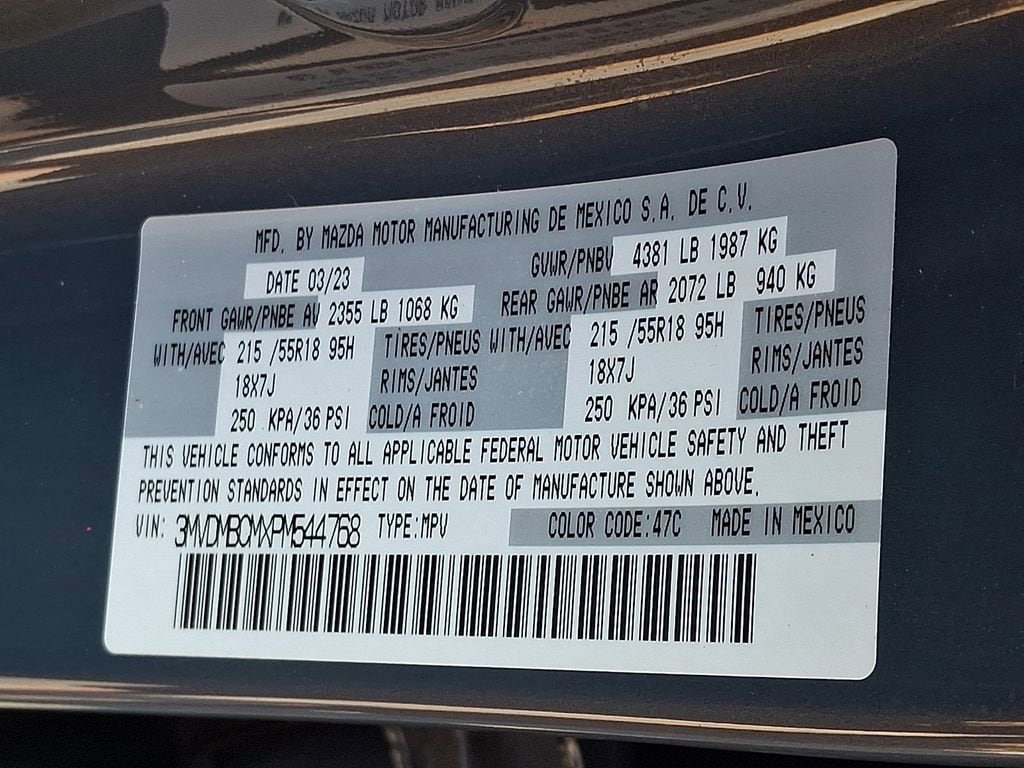 MFD. BY MAZDA MOTOR MANUFACTURING DE MEXICO S.A. DE C.V.
DATE 03/23 GVWR/PNBV 4381 LB 1987 KG
FRONT GAWR/PNBE AV 2355 LB 1068 KG REAR GAWR/PNBE AR 2072 LB 940 KG
WITH/AVEC 215 /55R18 95H TIRES/PNEUS WITH/AVEC 215 /55R18 95H TIRES/PNEUS
18X7J RIMS/JANTES 18X7J RIMS/JANTES
250 KPA/36 PSI COLD/A FROID 250 KPA/36 PSI COLD/A FROID
THIS VEHICLE CONFORMS TO ALL APPLICABLE FEDERAL MOTOR VEHICLE SAFETY AND THEFT
PREVENTION STANDARDS IN EFFECT ON THE DATE OF MANUFACTURE SHOWN ABOVE.
VIN: 3MVDMBCMXPM544768 TYPE:MPV COLOR CODE:47C MADE IN MEXICO